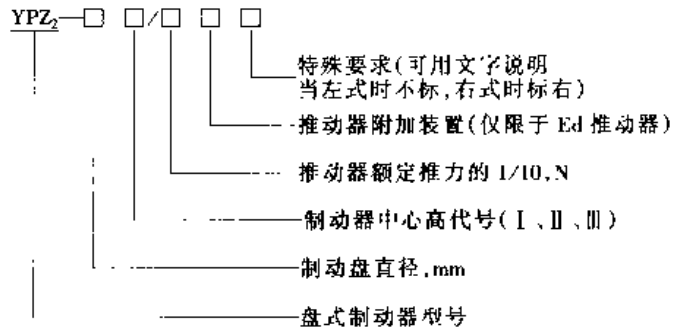 YPZ₂—□ □/□ □ □
特殊要求(可用文字说明
当左式时不标,右式时标右)
推动器附加装置(仅限于 Ed 推动器)
推动器额定推力的 1/10,N
制动器中心高代号(Ⅰ、Ⅱ、Ⅲ)
制动盘直径,mm
盘式制动器型号